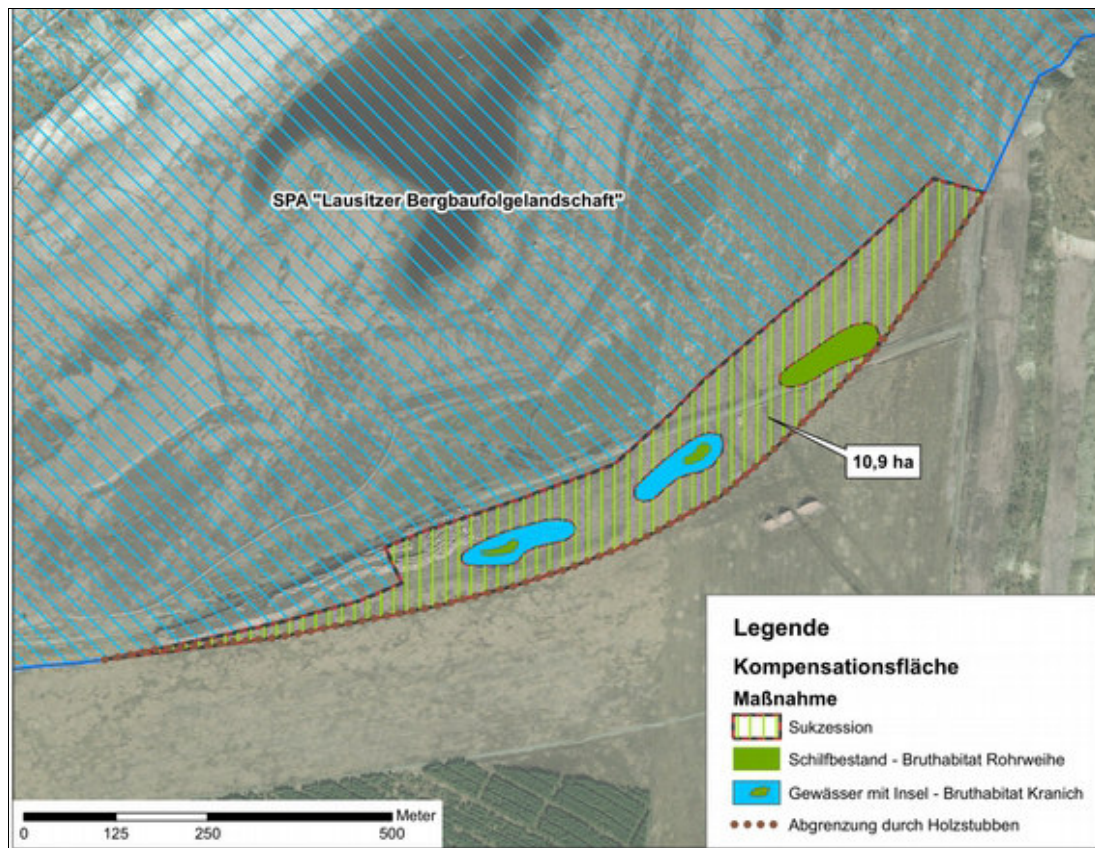 SPA "Lausitzer Bergbaufolgelandschaft"
10,9 ha
Legende
Kompensationsfläche
Maßnahme
Sukzession
Schilfbestand - Bruthabitat Rohrweihe
Gewässer mit Insel - Bruthabitat Kranich
Abgrenzung durch Holzstubben
Meter
0 125 250 500